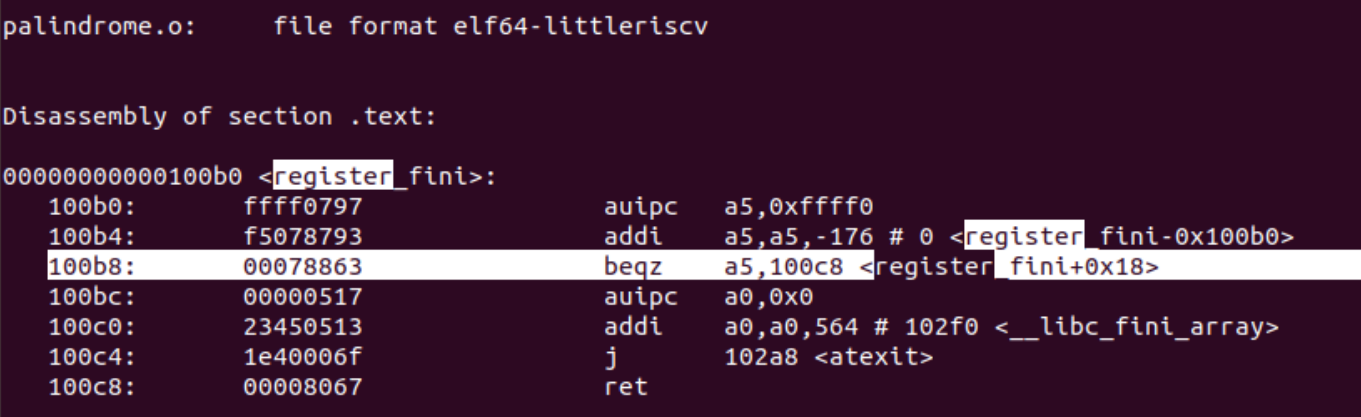 palindrome.o:     file format elf64-littleriscv
Disassembly of section .text:
00000000000100b0 <register_fini>:
100b0: ffff0797 auipc a5,0xffff0
100b4: f5078793 addi a5,a5,-176 # 0 <register_fini-0x100b0>
100b8: 00078863 beqz a5,100c8 <register_fini+0x18>
100bc: 00000517 auipc a0,0x0
100c0: 23450513 addi a0,a0,564 # 102f0 <__libc_fini_array>
100c4: 1e40006f j 102a8 <atexit>
100c8: 00008067 ret